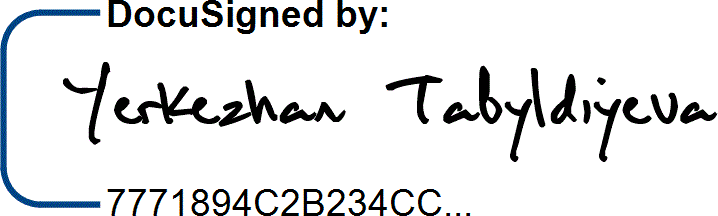 DocuSigned by:
Yerkezhan Tabyldiyeva
7771894C2B234CC...